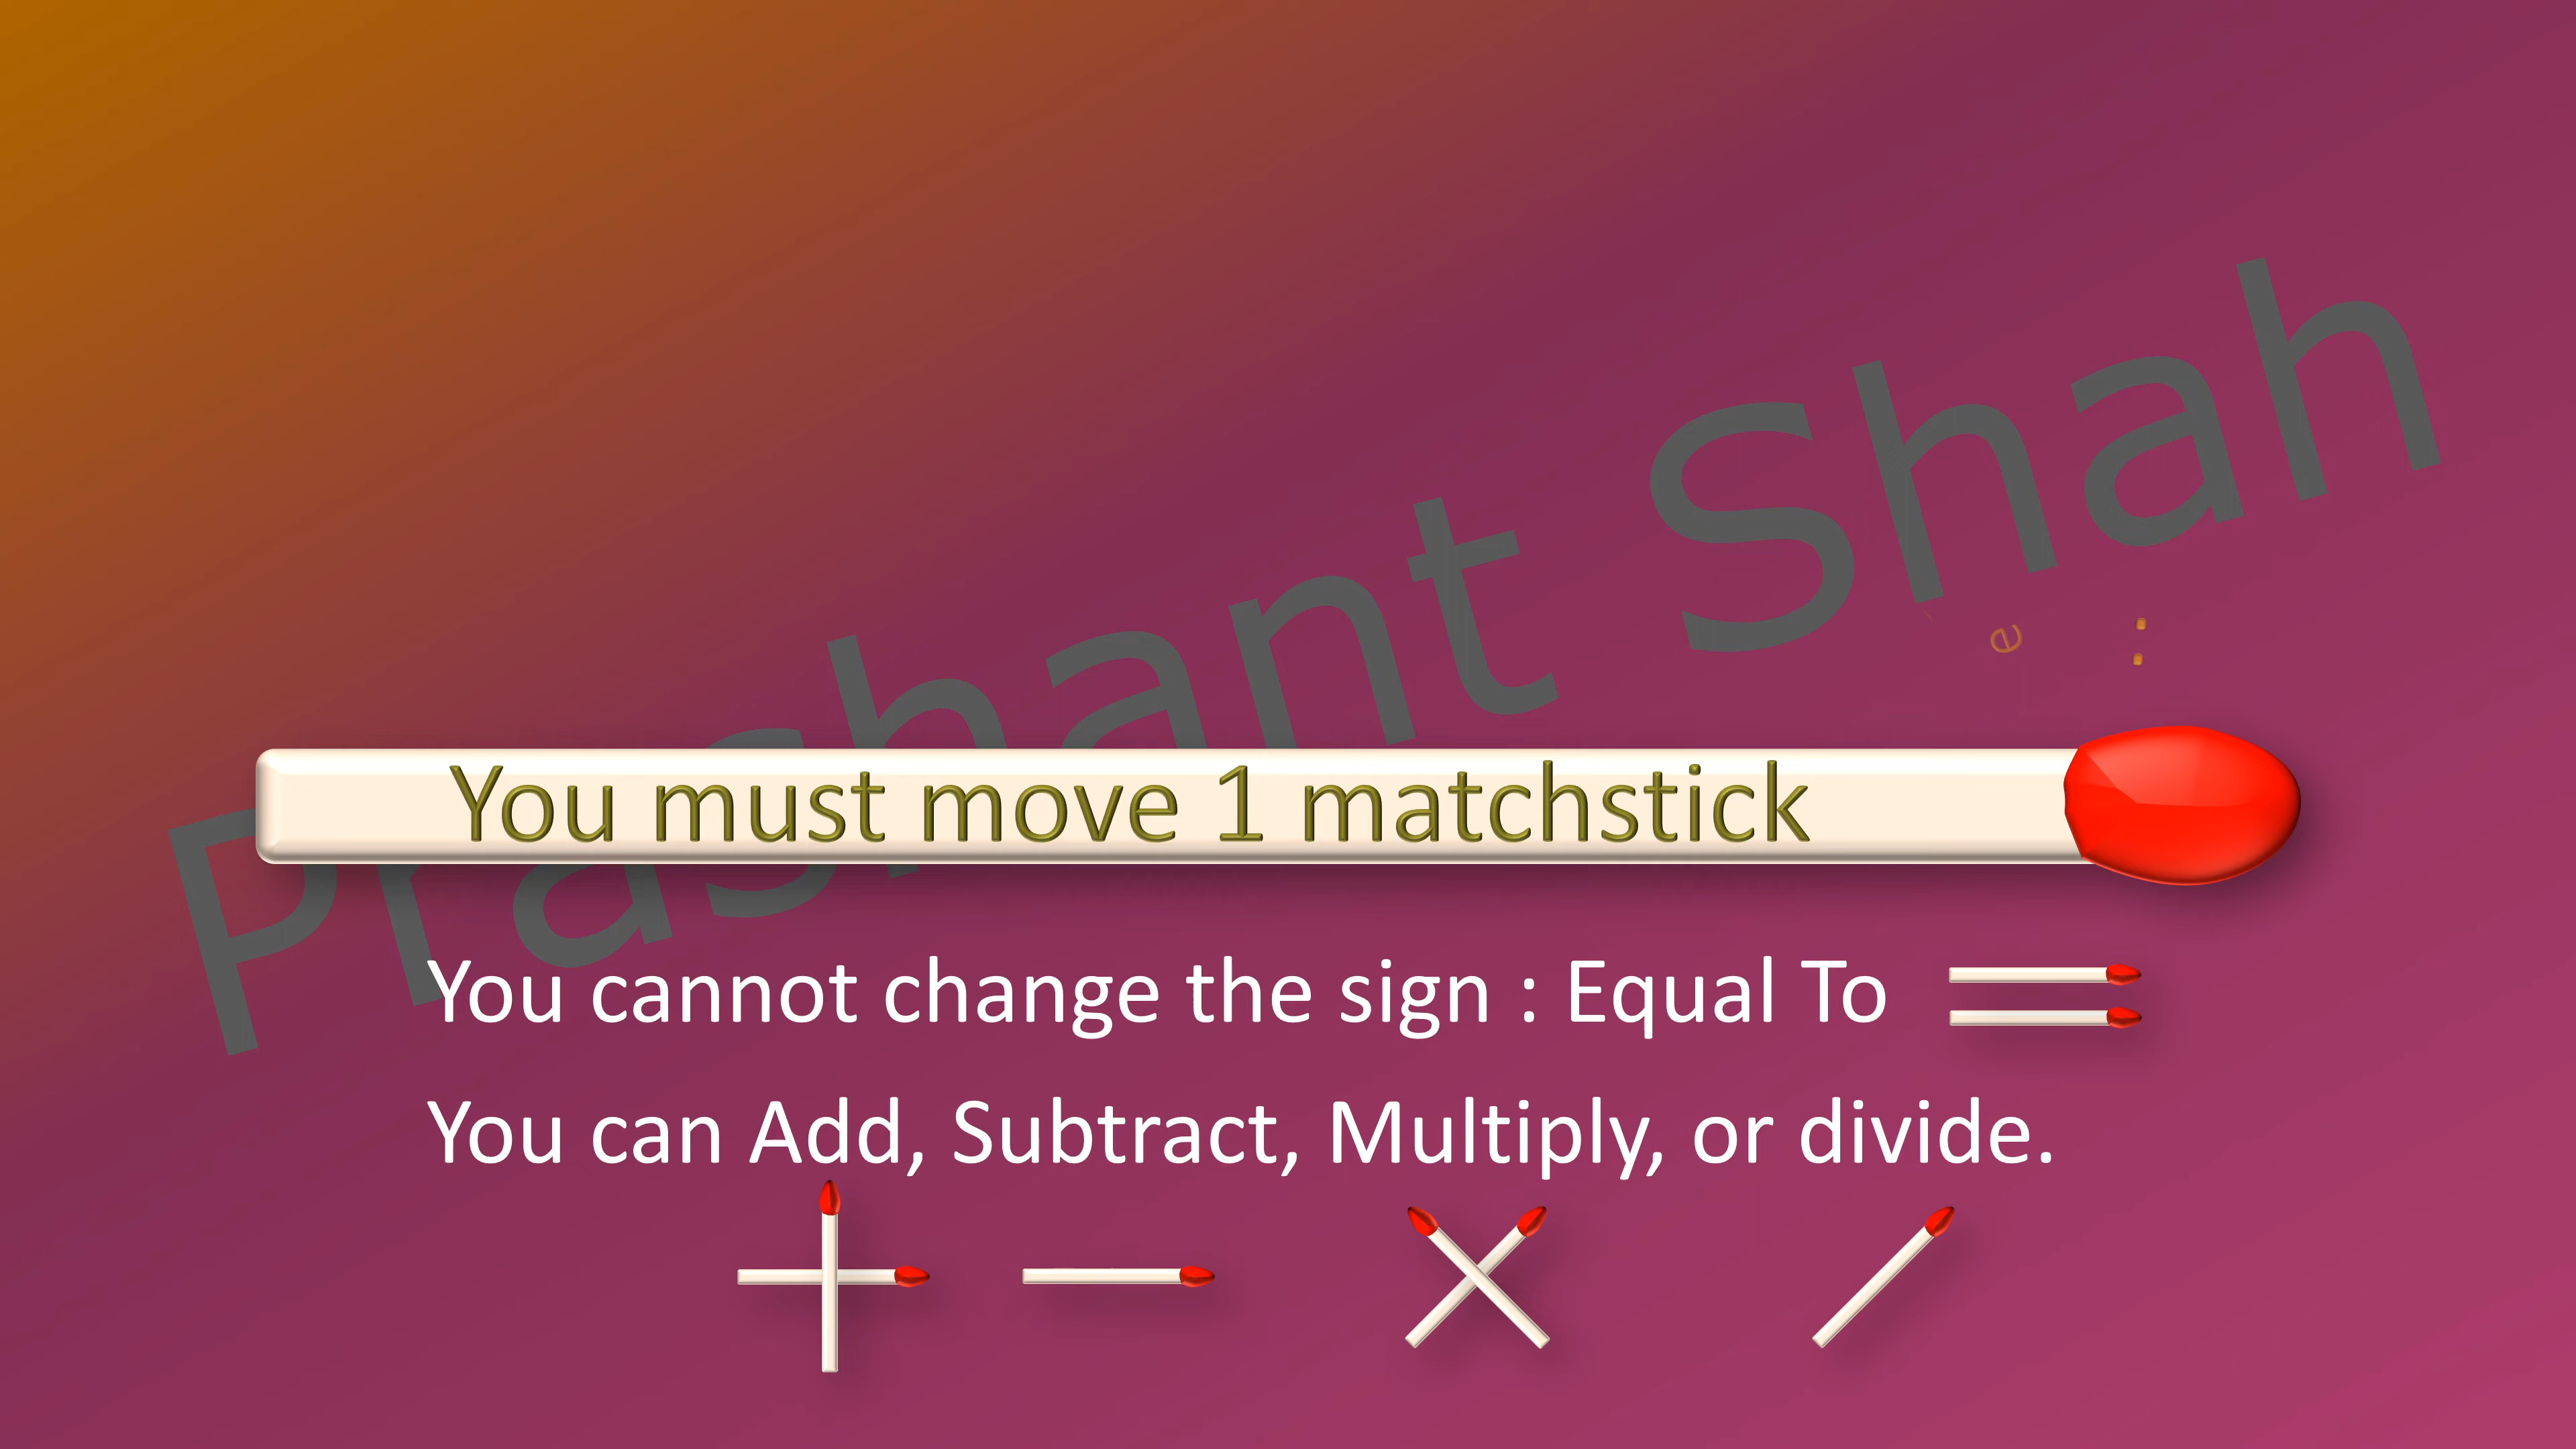 Prashant Shah
e :
You must move 1 matchstick
You cannot change the sign : Equal To =
You can Add, Subtract, Multiply, or divide.
+ - × /